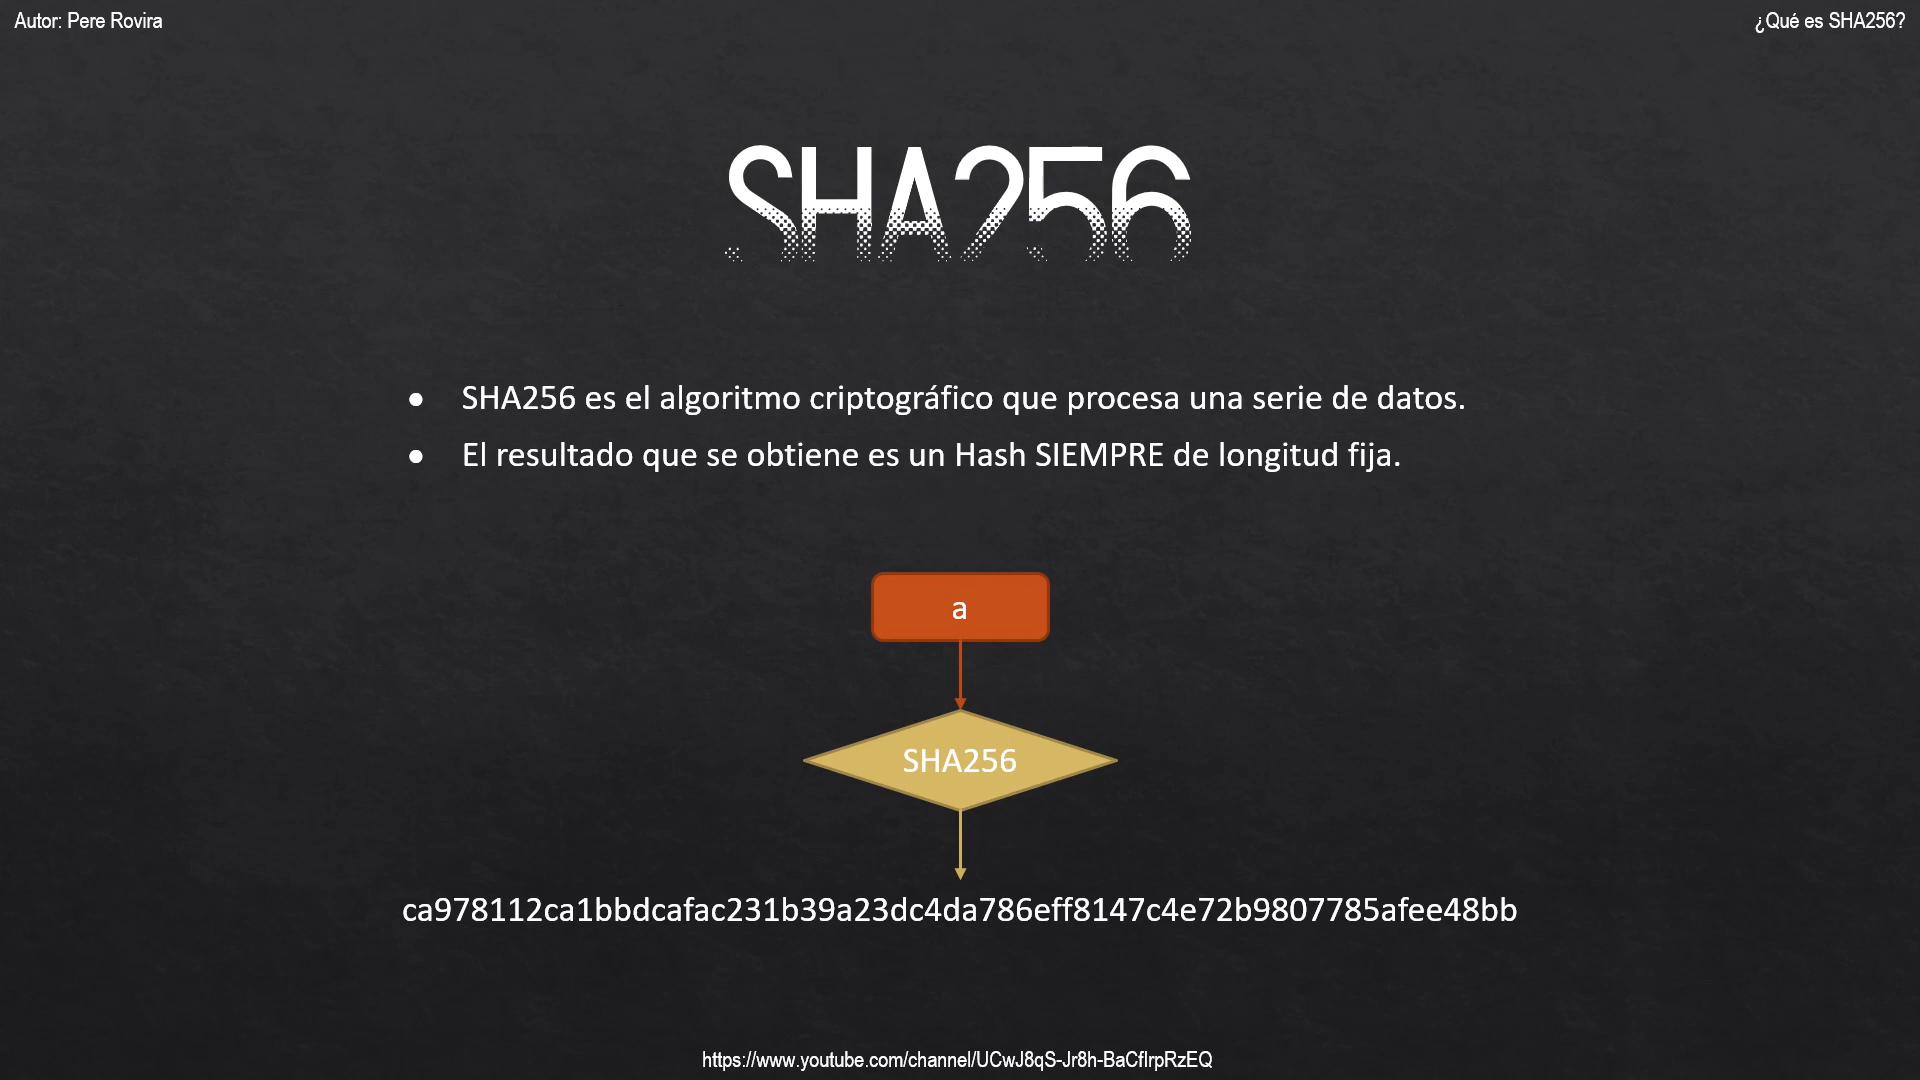 Autor: Pere Rovira
¿Qué es SHA256?
SHA256
● SHA256 es el algoritmo criptográfico que procesa una serie de datos.
● El resultado que se obtiene es un Hash SIEMPRE de longitud fija.
a
SHA256
ca978112ca1bbdcafac231b39a23dc4da786eff8147c4e72b9807785afee48bb
https://www.youtube.com/channel/UCwJ8qS-Jr8h-BaCfIrpRzEQ